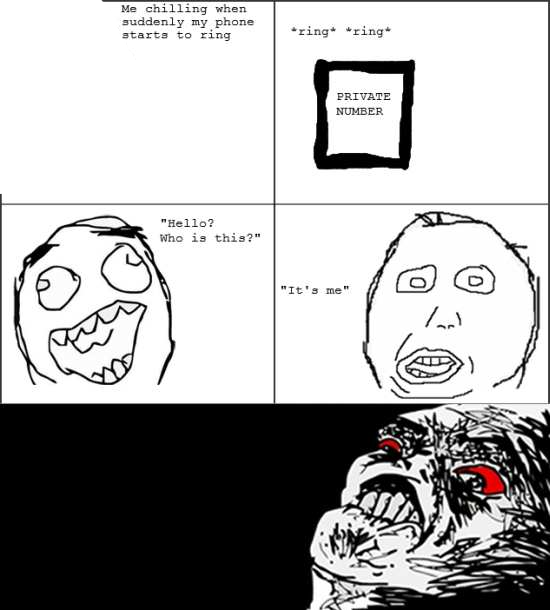 Me chilling when
suddenly my phone
starts to ring
*ring* *ring*
PRIVATE
NUMBER
"Hello?
Who is this?"
"It's me"